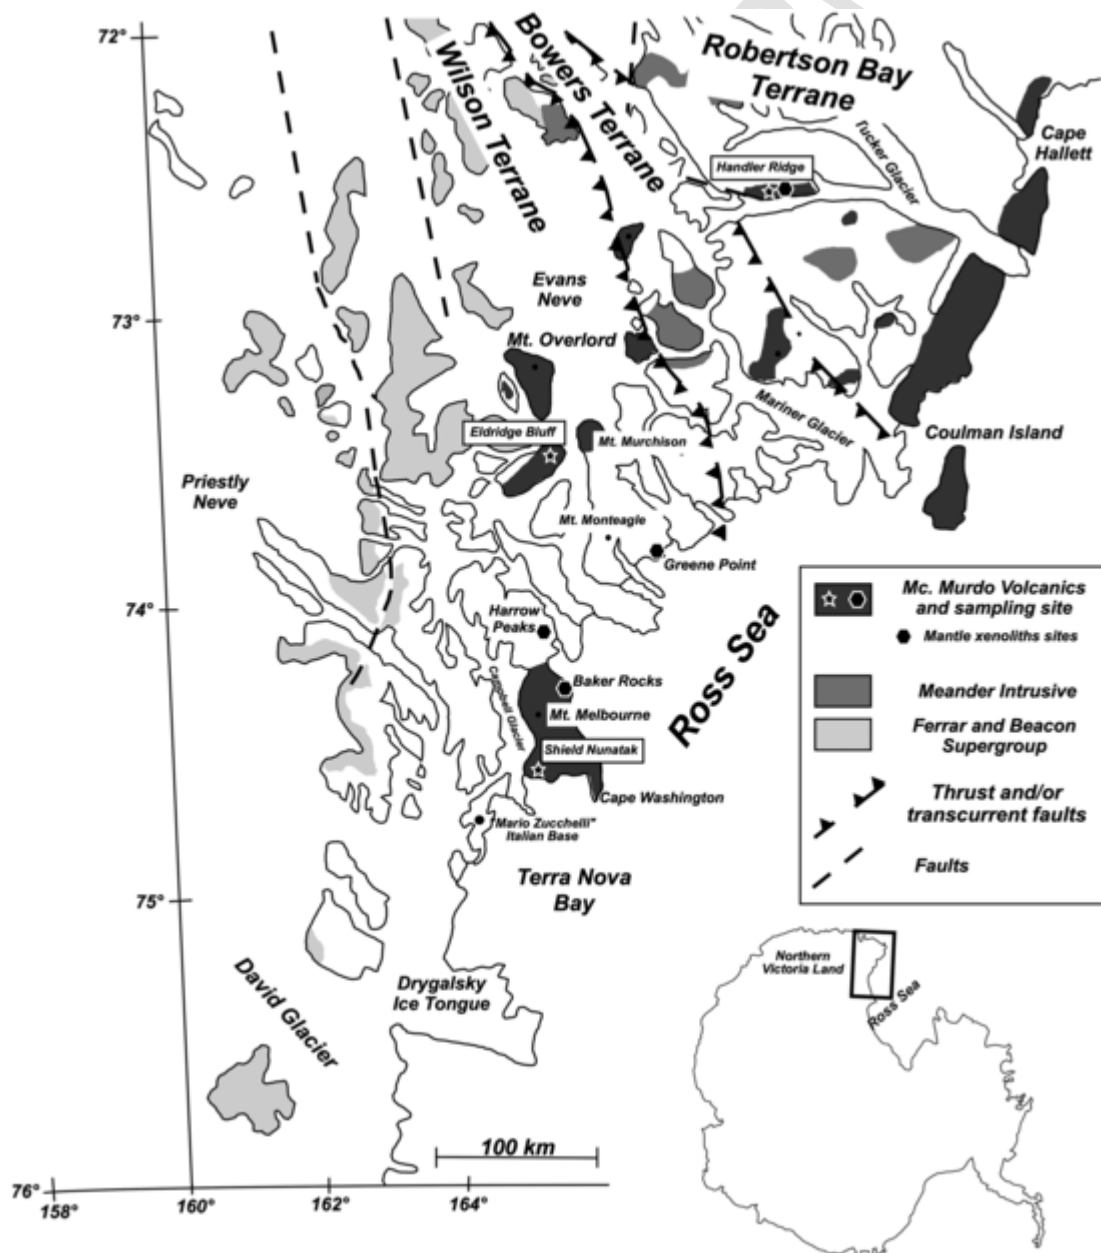 72°
Wilson Terrane
Bowers Terrane
Robertson Bay
Terrane
Tucker Glacier
Cape
Hallett
Handler Ridge
Evans
Neve
73°
Mt. Overlord
Mariner Glacier
Eldridge Bluff
Mt. Murchison
Coulman Island
Priestly
Neve
Mt. Monteagle
Greene Point
74°
Harrow
Peaks
Ross Sea
Campbell Glacier
Baker Rocks
Mt. Melbourne
Shield Nunatak
Cape Washington
"Mario Zucchelli"
Italian Base
Terra Nova
Bay
75°
David Glacier
Drygalsky
Ice Tongue
100 km
76°
158°
160°
162°
164°
Mc. Murdo Volcanics
and sampling site
Mantle xenoliths sites
Meander Intrusive
Ferrar and Beacon
Supergroup
Thrust and/or
transcurrent faults
Faults
Northern
Victoria Land
Ross Sea